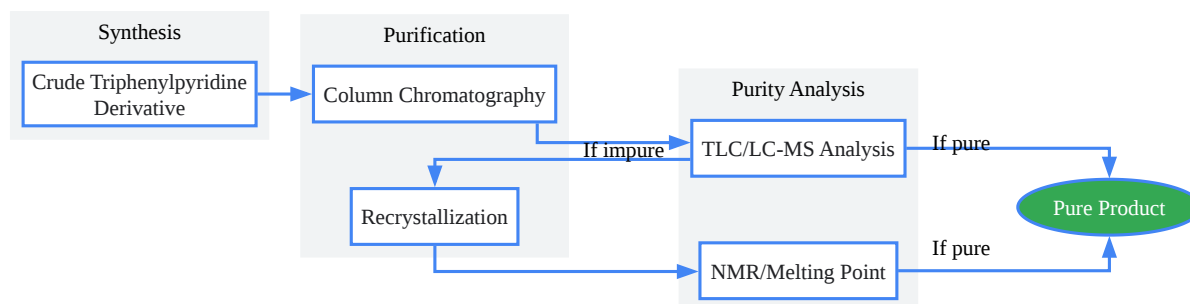 Synthesis
Crude Triphenylpyridine
Derivative
Purification
Column Chromatography
Recrystallization
If impure
Purity Analysis
TLC/LC-MS Analysis
NMR/Melting Point
If pure
If pure
Pure Product